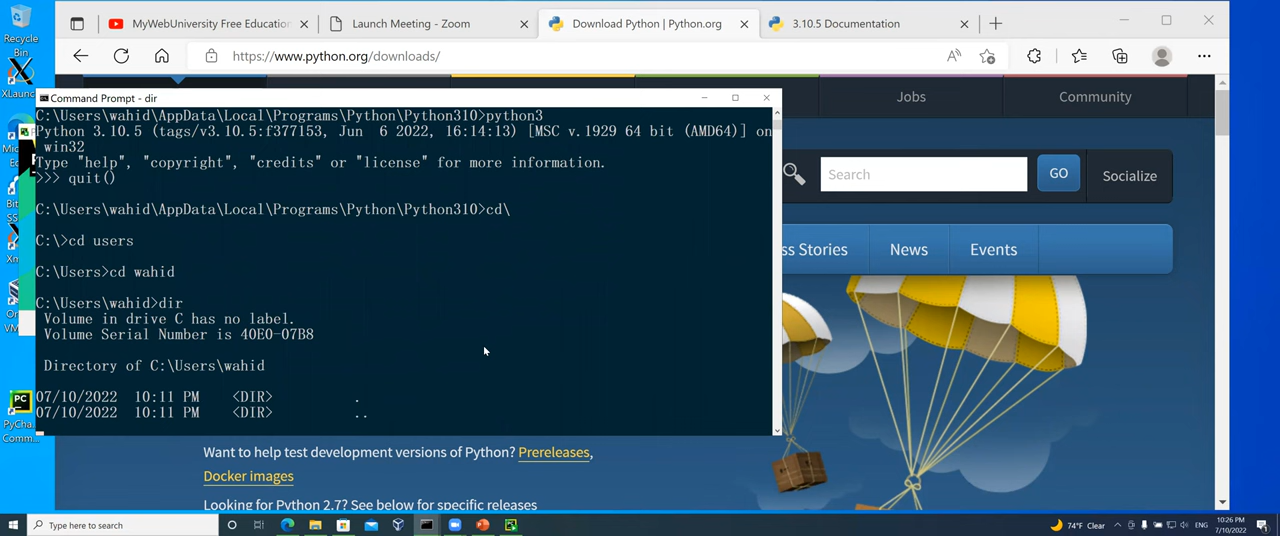 Recycle
Bin
MyWebUniversity Free Education
Launch Meeting - Zoom
Download Python | Python.org
3.10.5 Documentation
https://www.python.org/downloads/
XLaunc
Jobs
Community
Command Prompt - dir
C:\Users\wahid\AppData\Local\Programs\Python\Python310>python3
Python 3.10.5 (tags/v3.10.5:f377153, Jun 6 2022, 16:14:13) [MSC v.1929 64 bit (AMD64)] on
win32
Type "help", "copyright", "credits" or "license" for more information.
>>> quit()
C:\Users\wahid\AppData\Local\Programs\Python\Python310>cd\
C:\>cd users
C:\Users>cd wahid
C:\Users\wahid>dir
Volume in drive C has no label.
Volume Serial Number is 40E0-07B8
Directory of C:\Users\wahid
07/10/2022 10:11 PM <DIR> .
07/10/2022 10:11 PM <DIR> ..
Search
GO
Socialize
ss Stories
News
Events
PC
PyCha...
Comm...
Want to help test development versions of Python? Prereleases,
Docker images
Looking for Python 2.7? See below for specific releases
Type here to search
74°F Clear
ENG
10:26 PM
7/10/2022